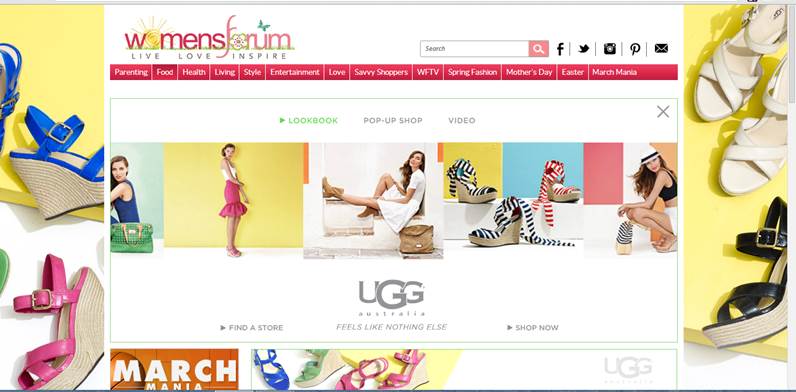 womensforum
LIVE LOVE INSPIRE
Search
Parenting Food Health Living Style Entertainment Love Savvy Shoppers WFTV Spring Fashion Mother's Day Easter March Mania
LOOKBOOK POP-UP SHOP VIDEO
UGG
australia
FIND A STORE FEELS LIKE NOTHING ELSE SHOP NOW
MARCH
MANIA
UGG
australia